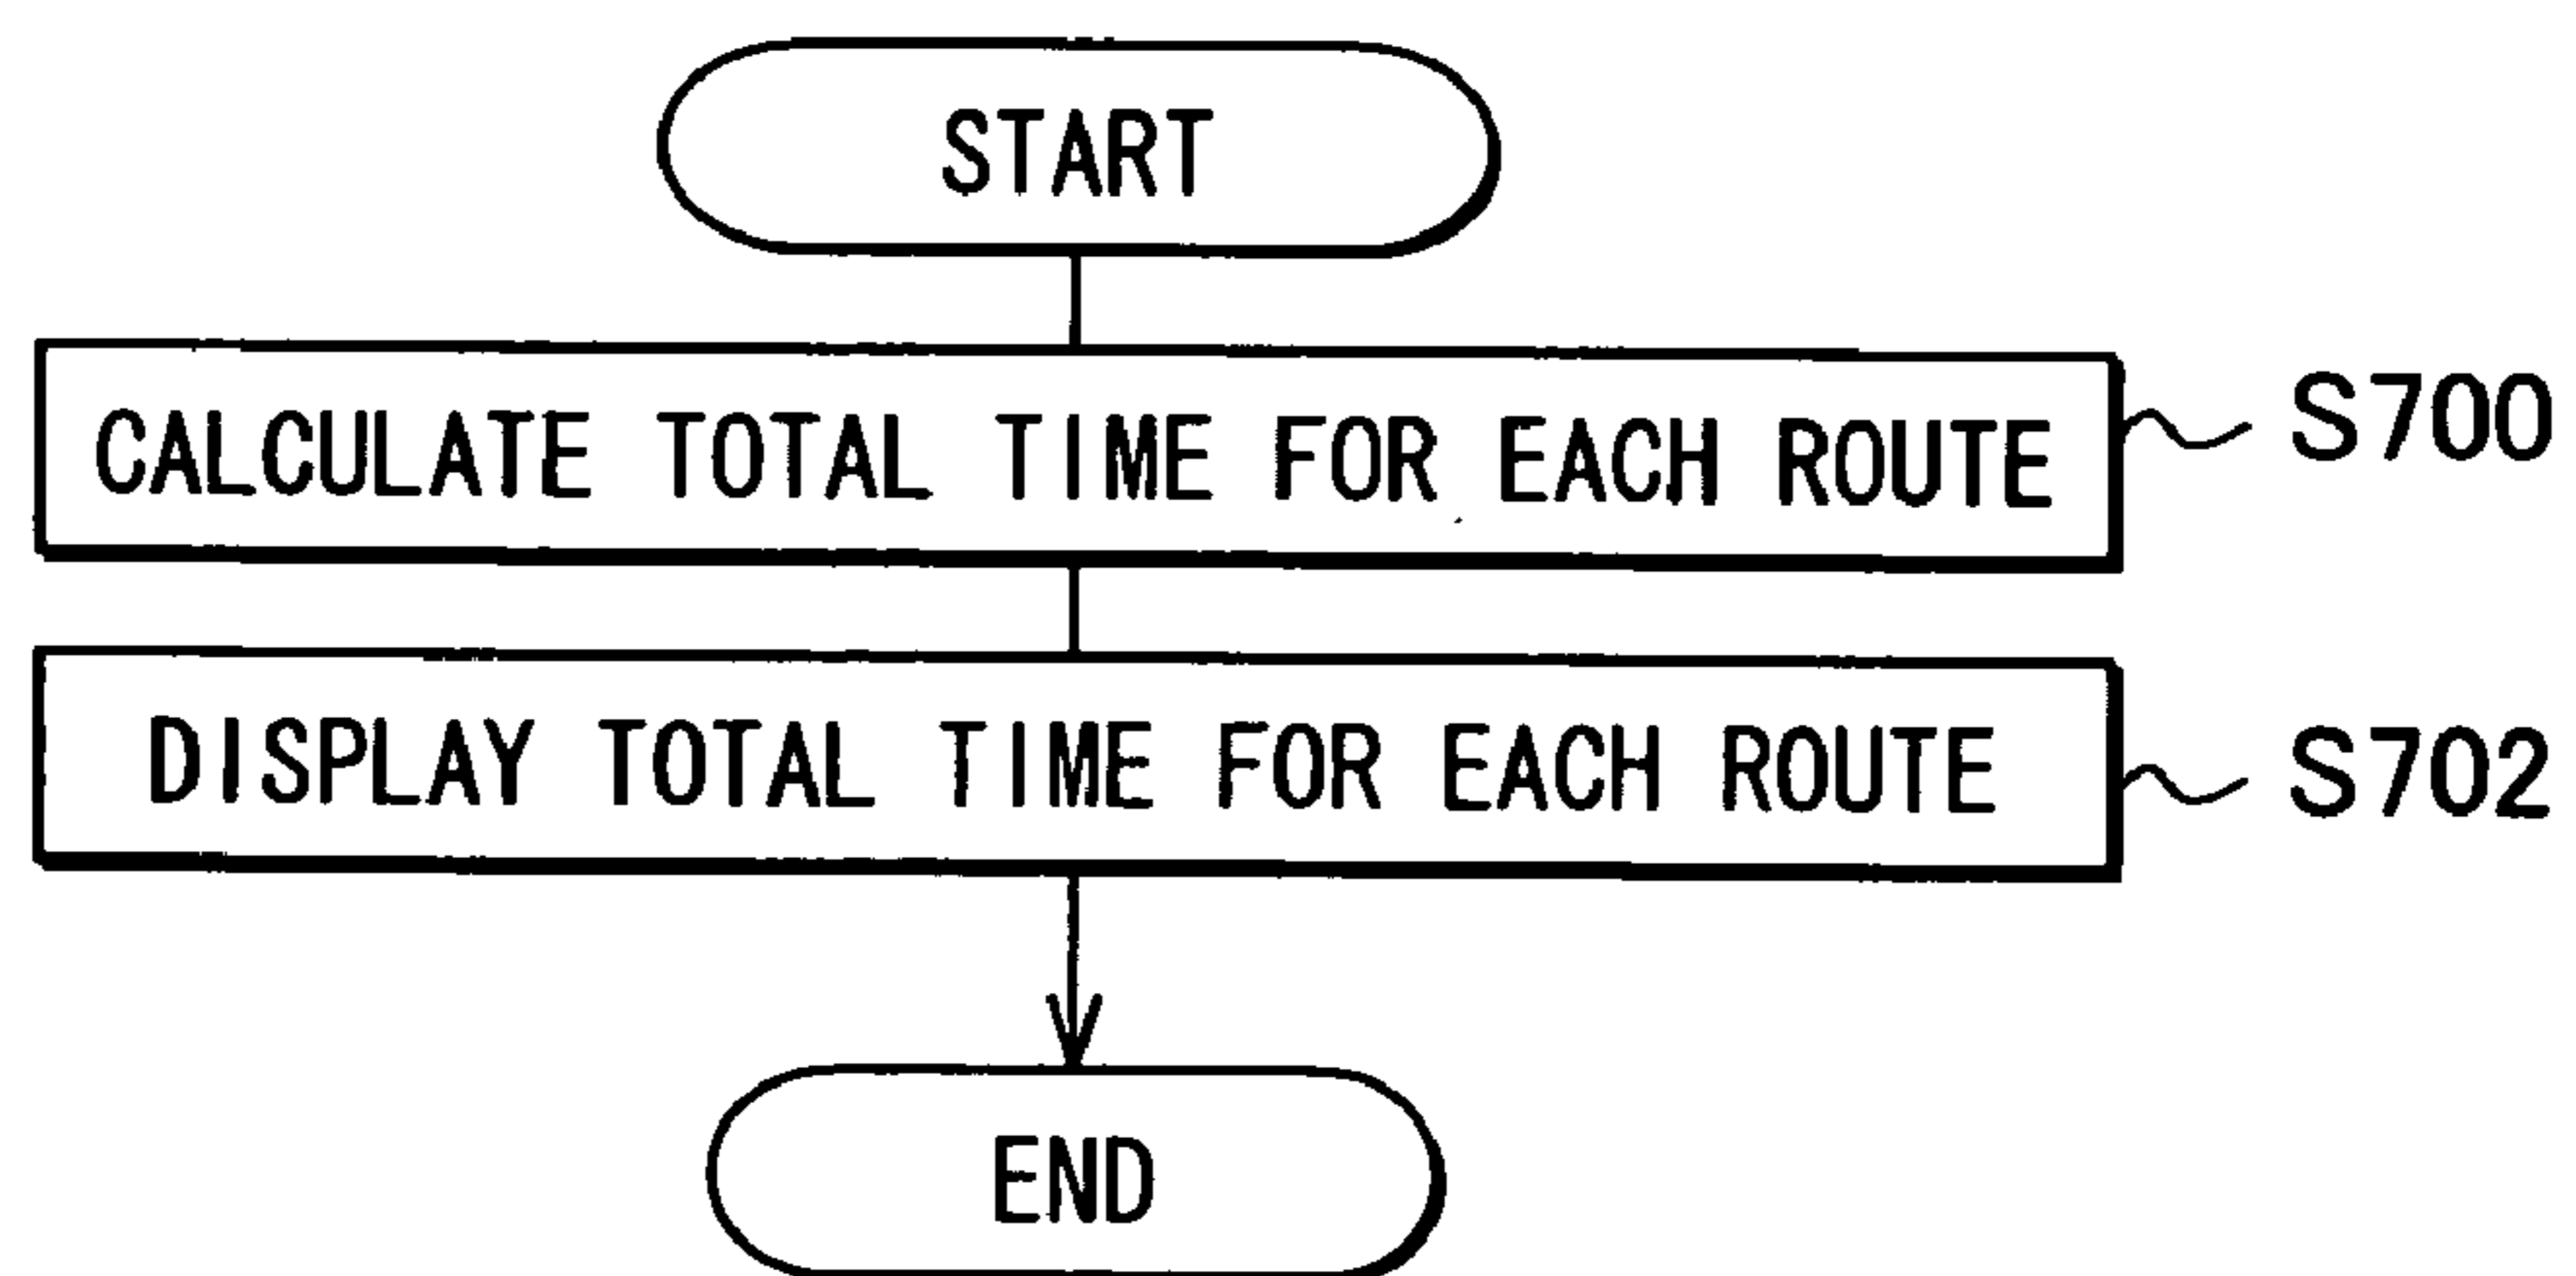 START
CALCULATE TOTAL TIME FOR EACH ROUTE
S700
DISPLAY TOTAL TIME FOR EACH ROUTE
S702
END